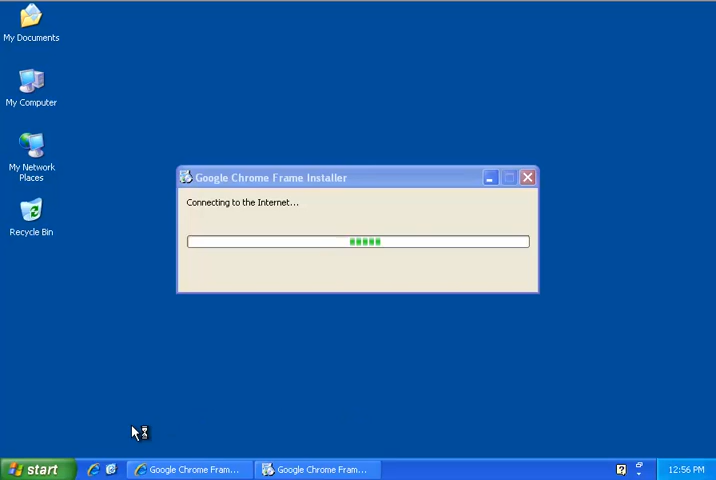 My Documents
My Computer
My Network
Places
Recycle Bin
Google Chrome Frame Installer
Connecting to the Internet...
start
Google Chrome Fram...
Google Chrome Fram...
?
12:56 PM